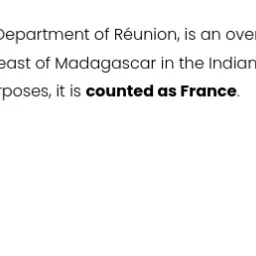 Department of Réunion, is an over
east of Madagascar in the Indian
rposes, it is counted as France.